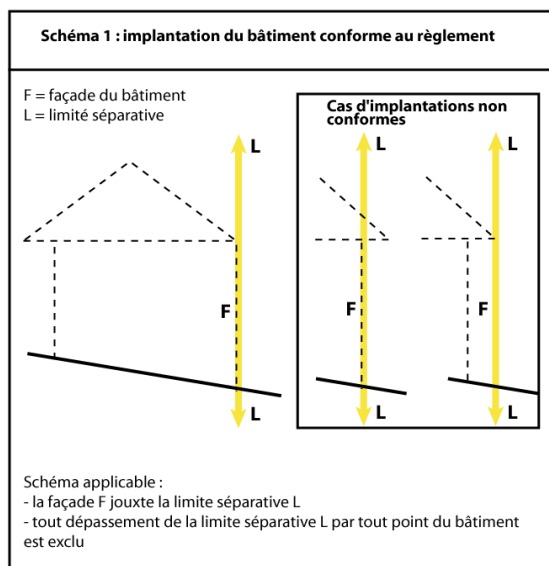 Schéma 1 : implantation du bâtiment conforme au règlement
F = façade du bâtiment
L = limité séparative
Cas d'implantations non
conformes
L
L
L
F
F
F
L
L
L
Schéma applicable :
- la façade F jouxte la limite séparative L
- tout dépassement de la limite séparative L par tout point du bâtiment
est exclu